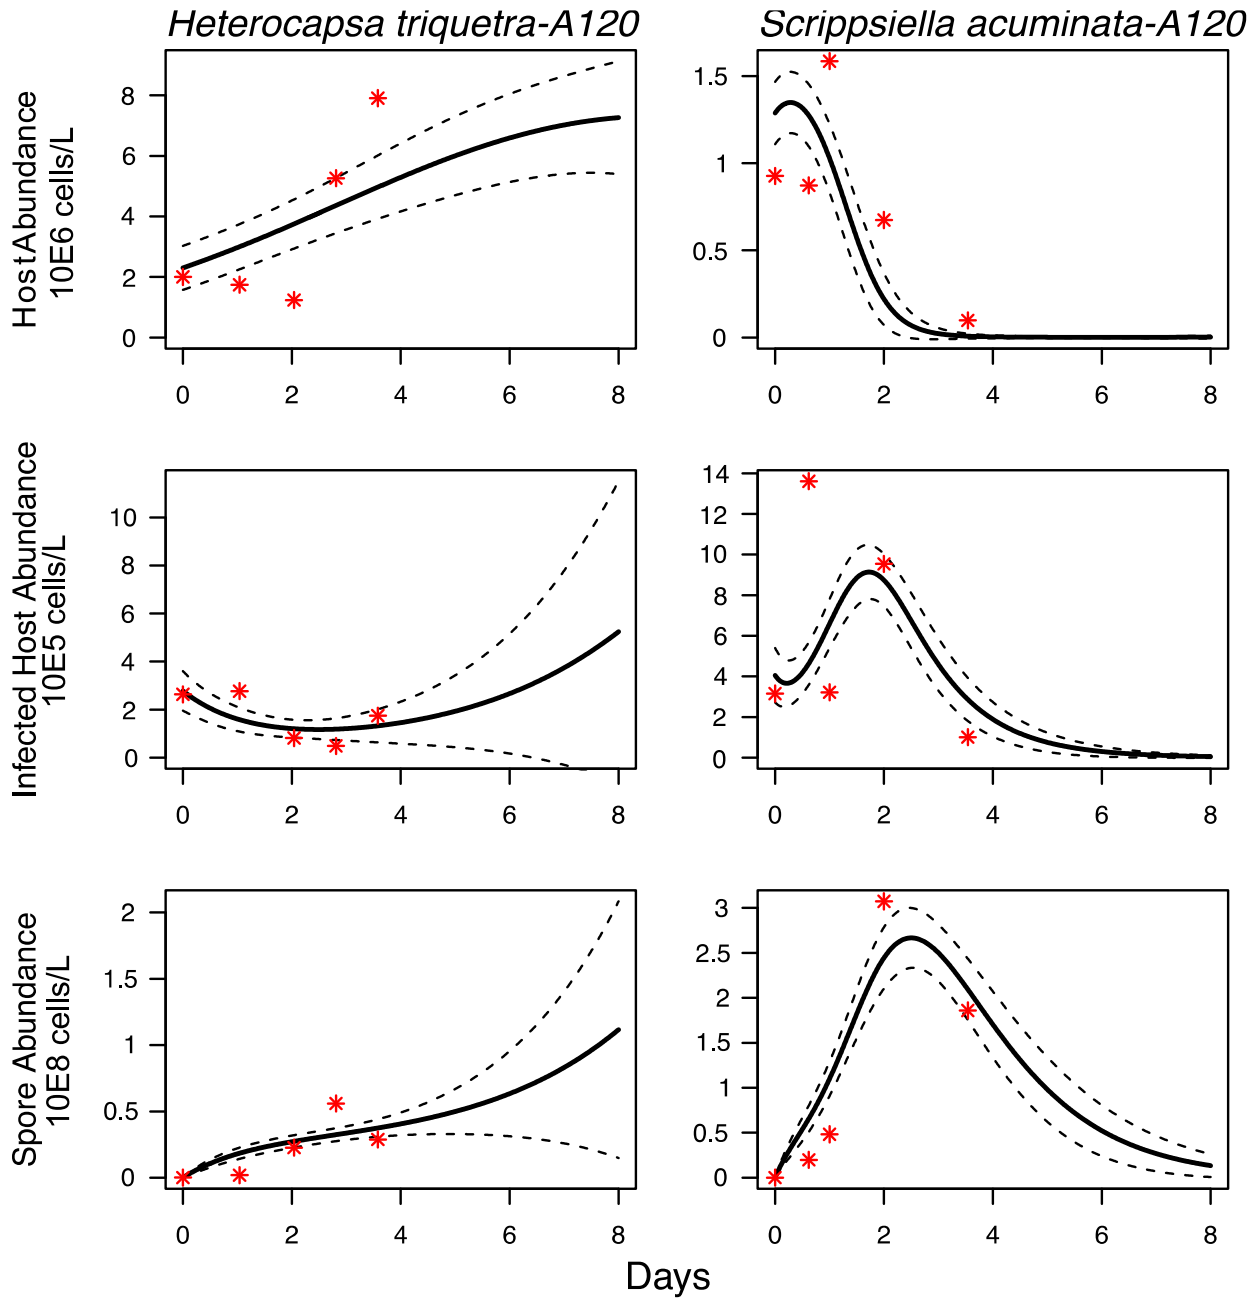 Heterocapsa triquetra-A120
Scrippsiella acuminata-A120
HostAbundance
10E6 cells/L
8
6
4
2
0
0 2 4 6 8
1.5
1
0.5
0
0 2 4 6 8
Infected Host Abundance
10E5 cells/L
10
8
6
4
2
0
0 2 4 6 8
14
12
10
8
6
4
2
0
0 2 4 6 8
Spore Abundance
10E8 cells/L
2
1.5
1
0.5
0
0 2 4 6 8
3
2.5
2
1.5
1
0.5
0
0 2 4 6 8
Days